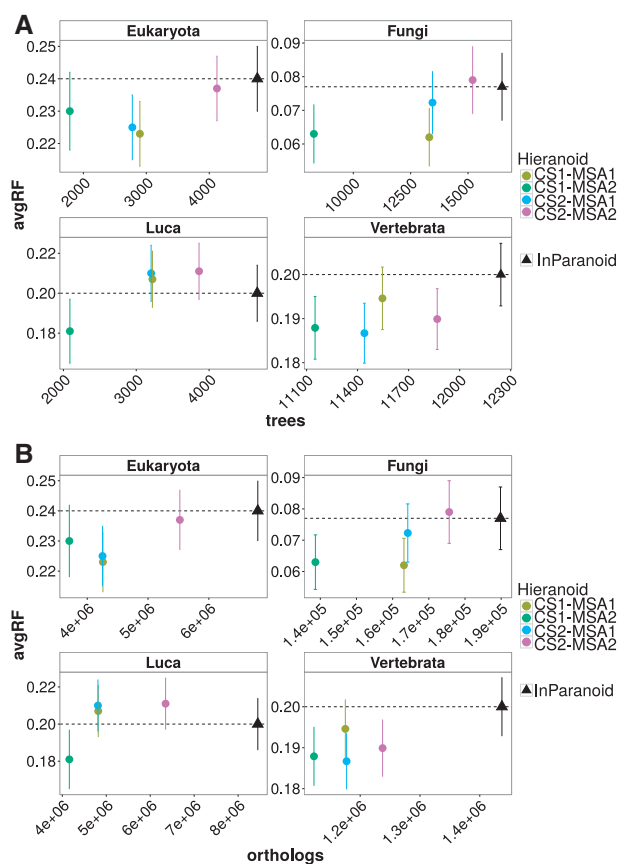 A
Eukaryota
Fungi
0.25
0.24
0.23
0.22
2000
3000
4000
0.09
0.08
0.07
0.06
10000
12500
15000
avgRF
Luca
Vertebrata
0.22
0.20
0.18
2000
3000
4000
0.20
0.19
0.18
11100
11400
11700
12000
12300
trees
Hieranoid
CS1-MSA1
CS1-MSA2
CS2-MSA1
CS2-MSA2
InParanoid
B
Eukaryota
Fungi
0.25
0.24
0.23
0.22
4e+06
5e+06
6e+06
0.09
0.08
0.07
0.06
1.4e+05
1.5e+05
1.6e+05
1.7e+05
1.8e+05
1.9e+05
avgRF
Luca
Vertebrata
0.22
0.20
0.18
4e+06
5e+06
6e+06
7e+06
8e+06
0.20
0.19
0.18
1.2e+06
1.3e+06
1.4e+06
orthologs
Hieranoid
CS1-MSA1
CS1-MSA2
CS2-MSA1
CS2-MSA2
InParanoid